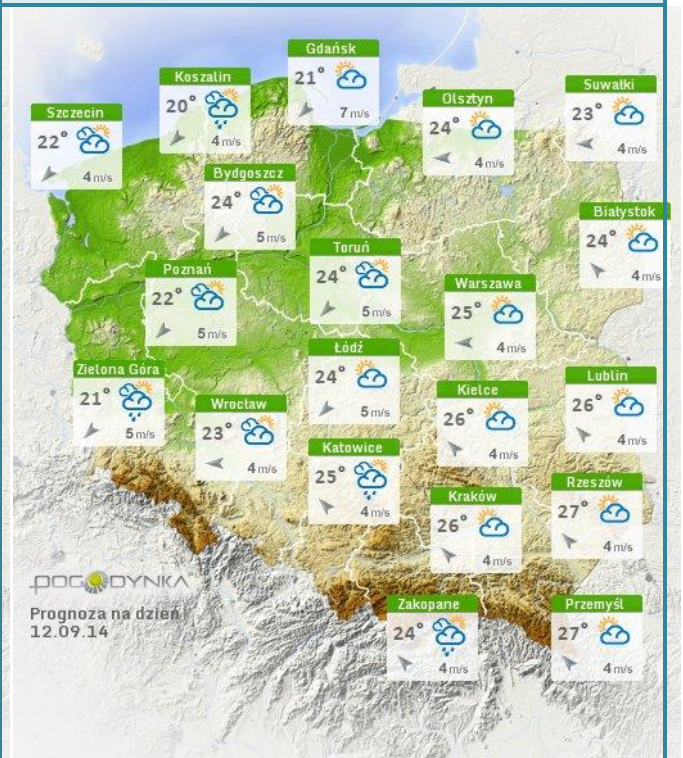 Gdańsk
21°
7 m/s
Koszalin
20°
4 m/s
Suwałki
23°
4 m/s
Olsztyn
24°
4 m/s
Szczecin
22°
4 m/s
Bydgoszcz
24°
5 m/s
Białystok
24°
4 m/s
Toruń
24°
5 m/s
Poznań
22°
5 m/s
Warszawa
25°
4 m/s
Łódź
24°
5 m/s
Zielona Góra
21°
5 m/s
Lublin
26°
4 m/s
Kielce
26°
4 m/s
Wrocław
23°
4 m/s
Katowice
25°
4 m/s
Rzeszów
27°
4 m/s
Kraków
26°
4 m/s
POGODYNKA
Prognoza na dzień
12.09.14
Zakopane
24°
4 m/s
Przemyśl
27°
4 m/s